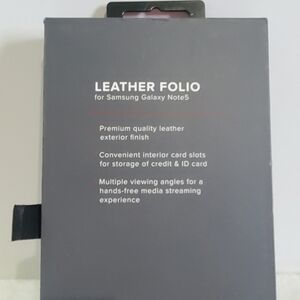 LEATHER FOLIO
for Samsung Galaxy Note5
Premium quality leather
exterior finish
Convenient interior card slots
for storage of credit & ID card
Multiple viewing angles for a
hands-free media streaming
experience